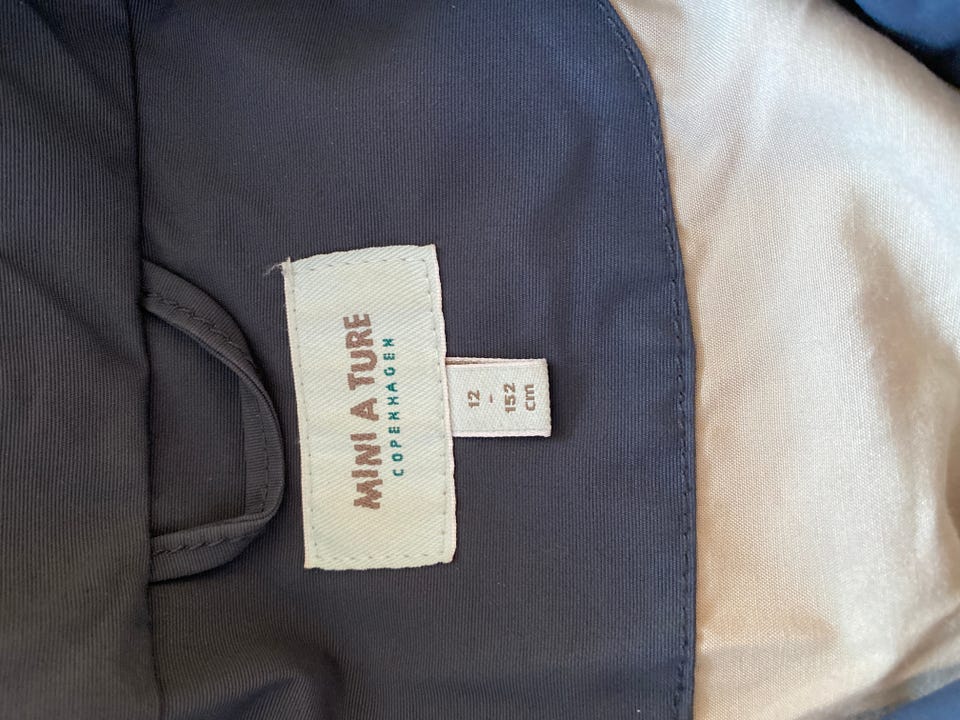 MINI A TURE
COPENHAGEN
12
-
152
cm